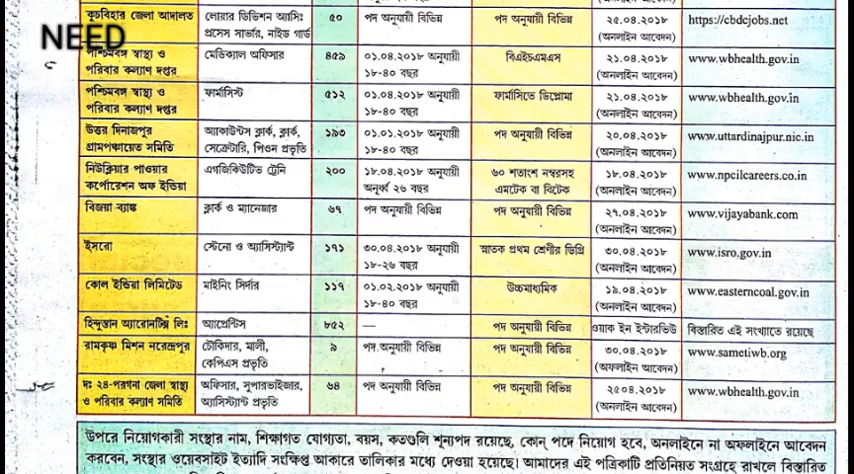 কুচবিহার জেলা আদালত | লোয়ার ডিভিশন অ্যাসিঃ প্রসেস সার্ভার, নাইড গার্ড | ৫০ | পদ অনুযায়ী বিভিন্ন | পদ অনুযায়ী বিভিন্ন | ২৫.০৪.২০১৮ (অনলাইন আবেদন) | https://cbdcjobs.net
NEED
পশ্চিমবঙ্গ স্বাস্থ্য ও পরিবার কল্যাণ দপ্তর | মেডিক্যাল অফিসার | ৪৫৯ | ০১.০৪.২০১৮ অনুযায়ী ১৮-৪০ বছর | বিএইচএমএস | ২১.০৪.২০১৮ (অনলাইন আবেদন) | www.wbhealth.gov.in
পশ্চিমবঙ্গ স্বাস্থ্য ও পরিবার কল্যাণ দপ্তর | ফার্মাসিস্ট | ৫১২ | ০১.০৪.২০১৮ অনুযায়ী ১৮-৪০ বছর | ফার্মাসিতে ডিপ্লোমা | ২১.০৪.২০১৮ (অনলাইন আবেদন) | www.wbhealth.gov.in
উত্তর দিনাজপুর গ্রামপঞ্চায়েত সমিতি | অ্যাকাউন্টস ক্লার্ক, ক্লার্ক, সেক্রেটারি, পিওন প্রভৃতি | ১৯৩ | ০১.০১.২০১৮ অনুযায়ী ১৮-৪০ বছর | পদ অনুযায়ী বিভিন্ন | ২০.০৪.২০১৮ (অনলাইন আবেদন) | www.uttardinajpur.nic.in
নিউক্লিয়ার পাওয়ার কর্পোরেশন অফ ইন্ডিয়া | এগজিকিউটিভ ট্রেনি | ২০০ | ১৮.০৪.২০১৮ অনুযায়ী অনূর্ধ্ব ২৬ বছর | ৬০ শতাংশ নম্বরসহ এমটেক বা বিটেক | ১৮.০৪.২০১৮ (অনলাইন আবেদন) | www.npcilcareers.co.in
বিজয়া ব্যাঙ্ক | ক্লার্ক ও ম্যানেজার | ৬৭ | পদ অনুযায়ী বিভিন্ন | পদ অনুযায়ী বিভিন্ন | ২৭.০৪.২০১৮ (অনলাইন আবেদন) | www.vijayabank.com
ইসরো | স্টেনো ও অ্যাসিস্ট্যান্ট | ১৭১ | ৩০.০৪.২০১৮ অনুযায়ী ১৮-২৬ বছর | স্নাতক প্রথম শ্রেণীর ডিগ্রি | ৩০.০৪.২০১৮ (অনলাইন আবেদন) | www.isro.gov.in
কোল ইন্ডিয়া লিমিটেড | মাইনিং সির্দার | ১১৭ | ০১.০২.২০১৮ অনুযায়ী ১৮-৪০ বছর | উচ্চমাধ্যমিক | ১৯.০৪.২০১৮ (অনলাইন আবেদন) | www.easterncoal.gov.in
হিন্দুস্তান অ্যারোনটিক্স লিঃ | অ্যাপ্রেন্টিস | ৮৫২ | — | পদ অনুযায়ী বিভিন্ন | ওয়াক ইন ইন্টারভিউ | বিস্তারিত এই সংখ্যাতে রয়েছে
রামকৃষ্ণ মিশন নরেন্দ্রপুর | চৌকিদার, মালী, কেপিএস প্রভৃতি | ৯ | পদ অনুযায়ী বিভিন্ন | পদ অনুযায়ী বিভিন্ন | ৩০.০৪.২০১৮ (অফলাইন আবেদন) | www.sametiwb.org
দঃ ২৪-পরগনা জেলা স্বাস্থ্য ও পরিবার কল্যাণ সমিতি | অফিসার, সুপারভাইজার, অ্যাসিস্ট্যান্ট প্রভৃতি | ৬৪ | পদ অনুযায়ী বিভিন্ন | পদ অনুযায়ী বিভিন্ন | ২৫০৪.২০১৮ (অনলাইন আবেদন) | www.wbhealth.gov.in
উপরে নিয়োগকারী সংস্থার নাম, শিক্ষাগত যোগ্যতা, বয়স, কতগুলি শূন্যপদ রয়েছে, কোন্ পদে নিয়োগ হবে, অনলাইনে না অফলাইনে আবেদন
করবেন, সংস্থার ওয়েবসাইট ইত্যাদি সংক্ষিপ্ত আকারে তালিকার মধ্যে দেওয়া হয়েছে। আমাদের এই পত্রিকাটি প্রতিনিয়ত সংগ্রহে রাখলে বিস্তারিত